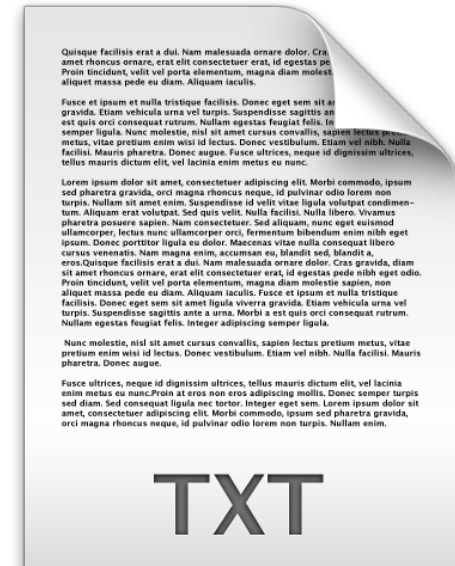 Quisque facilisis erat a dui. Nam malesuada ornare dolor. Cra
amet rhoncus ornare, erat elit consectetuer erat, id egestas pe
Proin tincidunt, velit vel porta elementum, magna diam molest
aliquet massa pede eu diam. Aliquam iaculis.
Fusce et ipsum et nulla tristique facilisis. Donec eget sem sit ar
gravida. Etiam vehicula urna vel turpis. Suspendisse sagittis an
est quis orci consequat rutrum. Nullam egestas feugiat felis. In
semper ligula. Nunc molestie, nisl sit amet cursus convallis, sapien lectus
metus, vitae pretium enim wisi id lectus. Donec vestibulum. Etiam vel nibh. Nulla
facilisi. Mauris pharetra. Donec augue. Fusce ultrices, neque id dignissim ultrices,
tellus mauris dictum elit, vel lacinia enim metus eu nunc.
Lorem ipsum dolor sit amet, consectetuer adipiscing elit. Morbi commodo, ipsum
sed pharetra gravida, orci magna rhoncus neque, id pulvinar odio lorem non
turpis. Nullam sit amet enim. Suspendisse id velit vitae ligula volutpat condimen-
tum. Aliquam erat volutpat. Sed quis velit. Nulla facilisi. Nulla libero. Vivamus
pharetra posuere sapien. Nam consectetuer. Sed aliquam, nunc eget euismod
ullamcorper, lectus nunc ullamcorper orci, fermentum bibendum enim nibh eget
ipsum. Donec porttitor ligula eu dolor. Maecenas vitae nulla consequat libero
cursus venenatis. Nam magna enim, accumsan eu, blandit sed, blandit a,
eros.Quisque facilisis erat a dui. Nam malesuada ornare dolor. Cras gravida, diam
sit amet rhoncus ornare, erat elit consectetuer erat, id egestas pede nibh eget odio.
Proin tincidunt, velit vel porta elementum, magna diam molestie sapien, non
aliquet massa pede eu diam. Aliquam iaculis. Fusce et ipsum et nulla tristique
facilisis. Donec eget sem sit amet ligula viverra gravida. Etiam vehicula urna vel
turpis. Suspendisse sagittis ante a urna. Morbi a est quis orci consequat rutrum.
Nullam egestas feugiat felis. Integer adipiscing semper ligula.
Nunc molestie, nisl sit amet cursus convallis, sapien lectus pretium metus, vitae
pretium enim wisi id lectus. Donec vestibulum. Etiam vel nibh. Nulla facilisi. Mauris
pharetra. Donec augue.
Fusce ultrices, neque id dignissim ultrices, tellus mauris dictum elit, vel lacinia
enim metus eu nunc.Proin at eros non eros adipiscing mollis. Donec semper turpis
sed diam. Sed consequat ligula nec tortor. Integer eget sem. Lorem ipsum dolor sit
amet, consectetuer adipiscing elit. Morbi commodo, ipsum sed pharetra gravida,
orci magna rhoncus neque, id pulvinar odio lorem non turpis. Nullam enim.
TXT